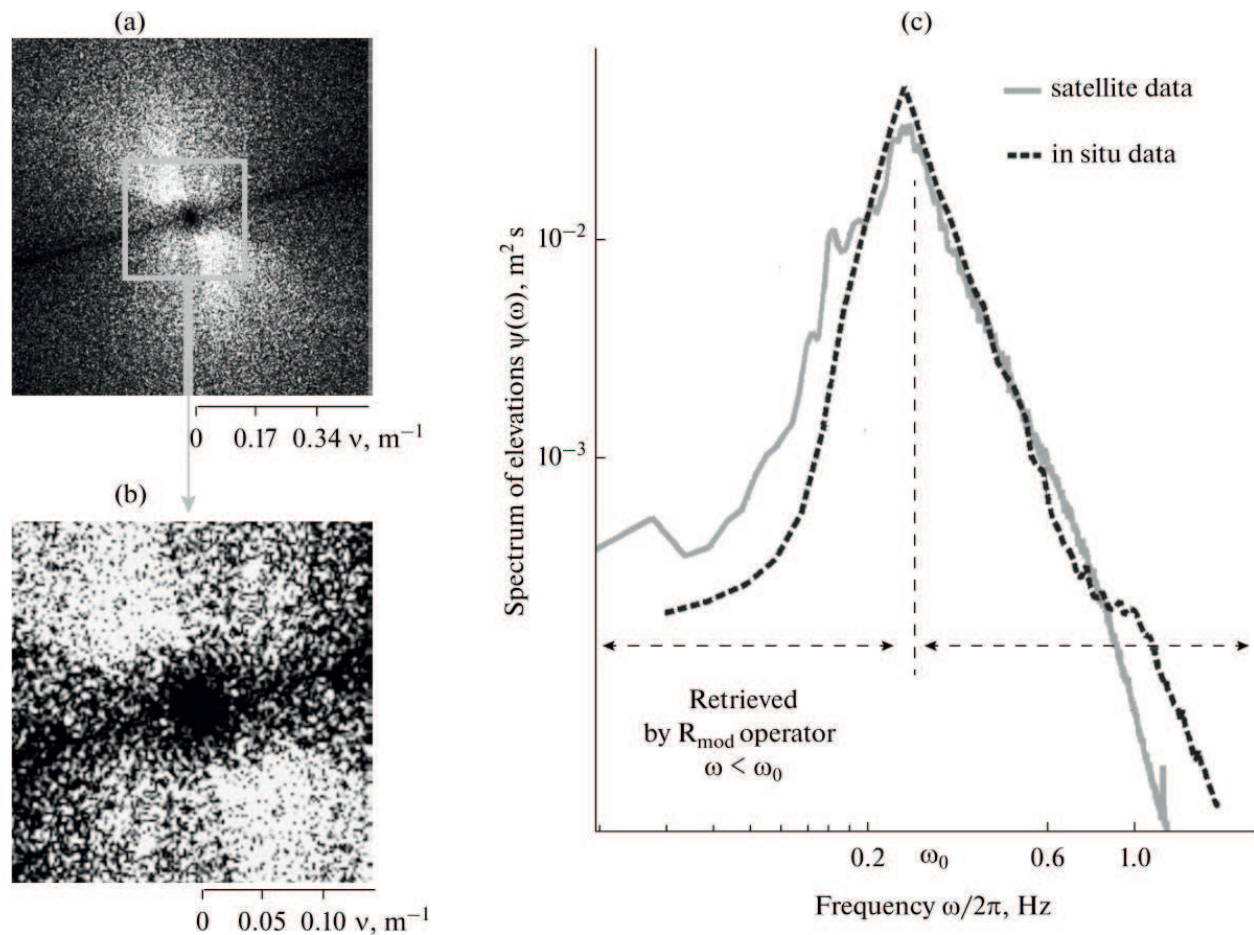 (a)
0 0.17 0.34 ν, m⁻¹
(b)
0 0.05 0.10 ν, m⁻¹
(c)
satellite data
in situ data
Spectrum of elevations ψ(ω), m² s
10⁻²
10⁻³
Retrieved
by R_mod operator
ω < ω₀
0.2 ω₀ 0.6 1.0
Frequency ω/2π, Hz